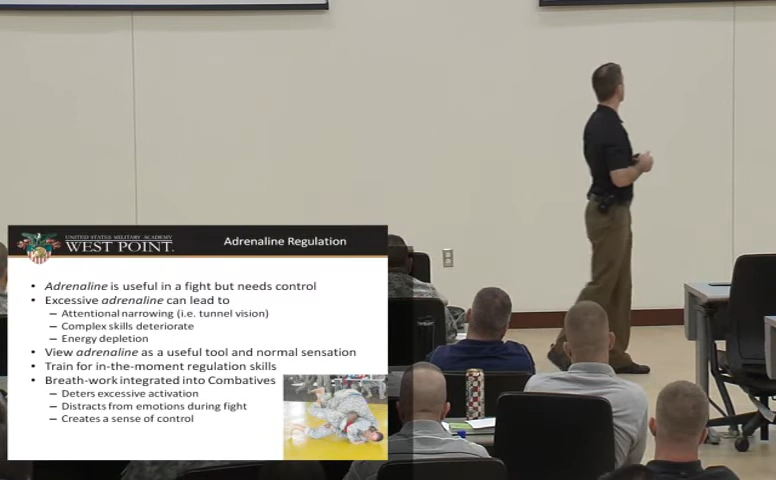 UNITED STATES MILITARY ACADEMY
WEST POINT.
Adrenaline Regulation
• Adrenaline is useful in a fight but needs control
• Excessive adrenaline can lead to
– Attentional narrowing (i.e. tunnel vision)
– Complex skills deteriorate
– Energy depletion
• View adrenaline as a useful tool and normal sensation
• Train for in-the-moment regulation skills
• Breath-work integrated into Combatives
– Deters excessive activation
– Distracts from emotions during fight
– Creates a sense of control